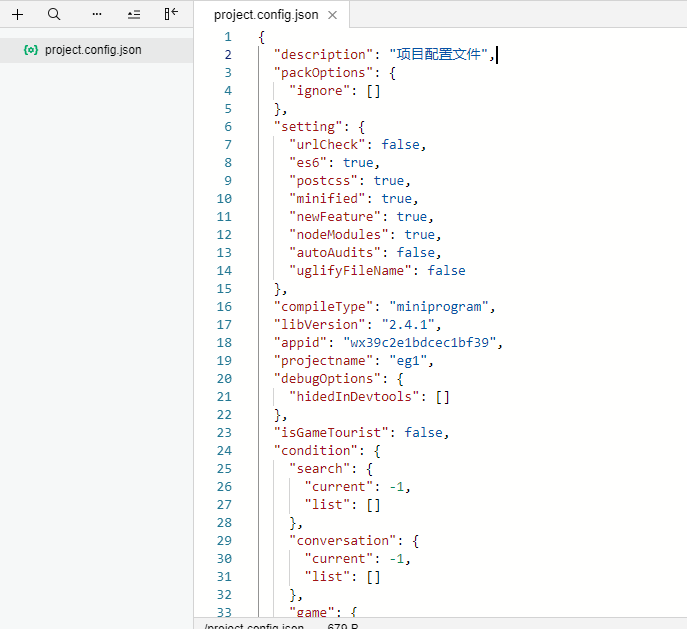 project.config.json
project.config.json
1 {
2 "description": "项目配置文件",
3 "packOptions": {
4 "ignore": []
5 },
6 "setting": {
7 "urlCheck": false,
8 "es6": true,
9 "postcss": true,
10 "minified": true,
11 "newFeature": true,
12 "nodeModules": true,
13 "autoAudits": false,
14 "uglifyFileName": false
15 },
16 "compileType": "miniprogram",
17 "libVersion": "2.4.1",
18 "appid": "wx39c2e1bdcec1bf39",
19 "projectname": "eg1",
20 "debugOptions": {
21 "hidedInDevtools": []
22 },
23 "isGameTourist": false,
24 "condition": {
25 "search": {
26 "current": -1,
27 "list": []
28 },
29 "conversation": {
30 "current": -1,
31 "list": []
32 },
33 "game": {
/project.config.json 679 B